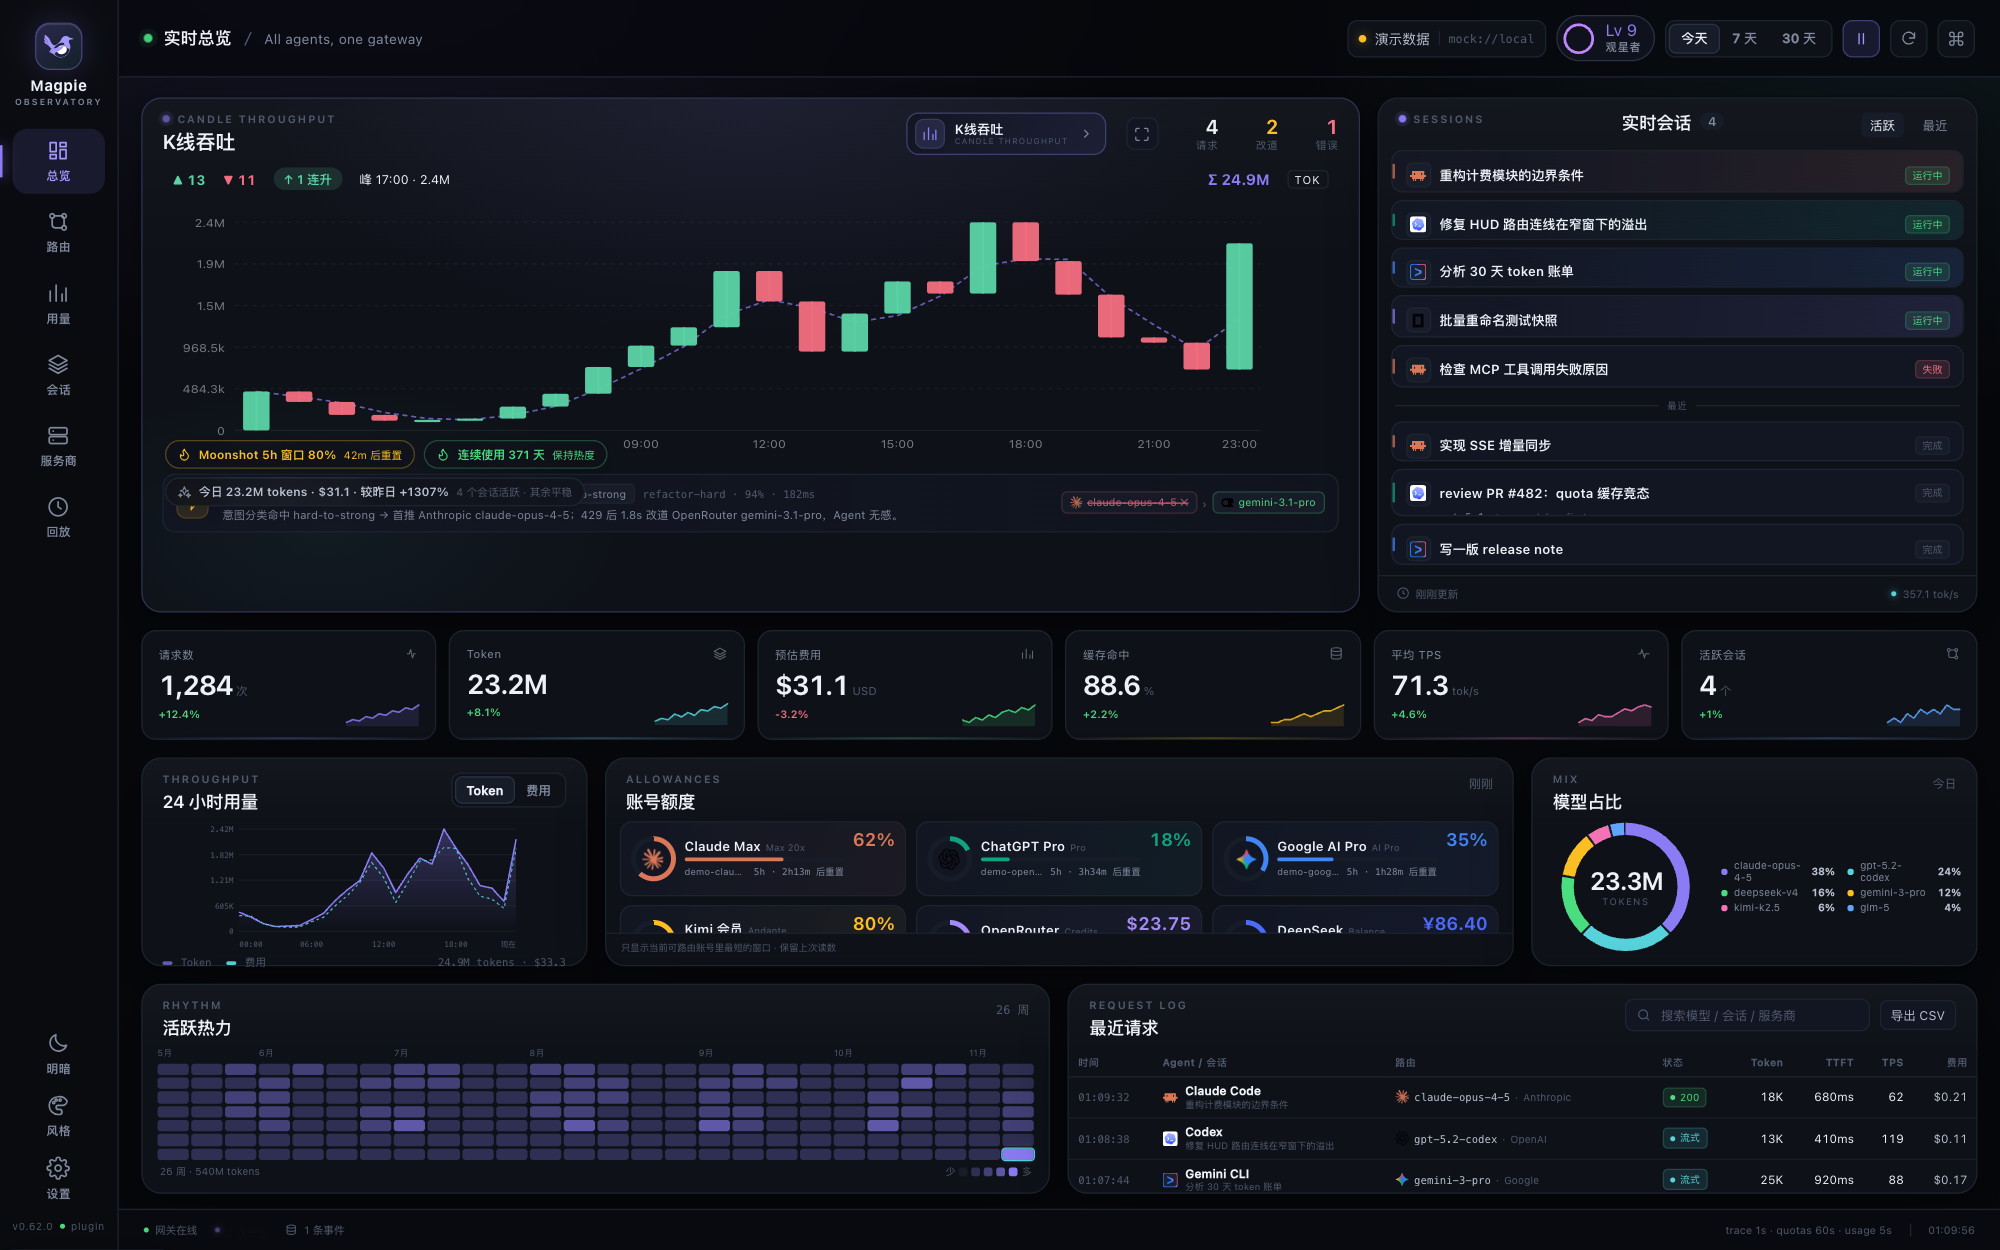 Magpie
OBSERVATORY
总览
路由
用量
会话
服务商
回放
明暗
风格
设置
v0.62.0 plugin
实时总览 / All agents, one gateway
演示数据 mock://local
Lv 9
观星者
今天 7 天 30 天
CANDLE THROUGHPUT
K线吞吐
K线吞吐
CANDLE THROUGHPUT
4 请求
2 改道
1 错误
▲ 13 ▼ 11 ↑ 1 连升 峰 17:00 · 2.4M
Σ 24.9M TOK
2.4M
1.9M
1.5M
968.5k
484.3k
0
09:00 12:00 15:00 18:00 21:00 23:00
Moonshot 5h 窗口 80% 42m 后重置
连续使用 371 天 保持热度
今日 23.2M tokens · $31.1 · 较昨日 +1307% 4 个会话活跃 · 其余平稳
o-strong refactor-hard · 94% · 182ms
意图分类命中 hard-to-strong → 首推 Anthropic claude-opus-4-5；429 后 1.8s 改道 OpenRouter gemini-3.1-pro，Agent 无感。
claude-opus-4-5 ✕ › gemini-3.1-pro
SESSIONS
实时会话 4
活跃 最近
重构计费模块的边界条件 运行中
修复 HUD 路由连线在窄窗下的溢出 运行中
分析 30 天 token 账单 运行中
批量重命名测试快照 运行中
检查 MCP 工具调用失败原因 失败
最近
实现 SSE 增量同步 完成
review PR #482：quota 缓存竞态 完成
写一版 release note 完成
刚刚更新 357.1 tok/s
请求数
1,284 次
+12.4%
Token
23.2M
+8.1%
预估费用
$31.1 USD
-3.2%
缓存命中
88.6 %
+2.2%
平均 TPS
71.3 tok/s
+4.6%
活跃会话
4 个
+1%
THROUGHPUT
24 小时用量
Token 费用
2.42M
1.82M
1.21M
605K
0
00:00 06:00 12:00 18:00 现在
Token 费用 24.9M tokens · $33.3
ALLOWANCES
账号额度
刚刚
Claude Max Max 20x 62%
demo-clau… 5h · 2h13m 后重置
ChatGPT Pro Pro 18%
demo-open… 5h · 3h34m 后重置
Google AI Pro AI Pro 35%
demo-goog… 5h · 1h28m 后重置
Kimi 会员 Andante 80%
OpenRouter Credits $23.75
DeepSeek Balance ¥86.40
只显示当前可路由账号里最短的窗口 · 保留上次读数
MIX
模型占比
今日
23.3M
TOKENS
claude-opus-4-5 38%
gpt-5.2-codex 24%
deepseek-v4 16%
gemini-3-pro 12%
kimi-k2.5 6%
glm-5 4%
RHYTHM
活跃热力
26 周
5月 6月 7月 8月 9月 10月 11月
26 周 · 540M tokens
少 多
REQUEST LOG
最近请求
搜索模型 / 会话 / 服务商
导出 CSV
时间 Agent / 会话 路由 状态 Token TTFT TPS 费用
01:09:32 Claude Code claude-opus-4-5 · Anthropic 200 18K 680ms 62 $0.21
重构计费模块的边界条件
01:08:38 Codex gpt-5.2-codex · OpenAI 流式 13K 410ms 119 $0.11
修复 HUD 路由连线在窄窗下的溢出
01:07:44 Gemini CLI gemini-3-pro · Google 流式 25K 920ms 88 $0.17
分析 30 天 token 账单
网关在线 1 条事件
trace 1s · quotas 60s · usage 5s 01:09:56